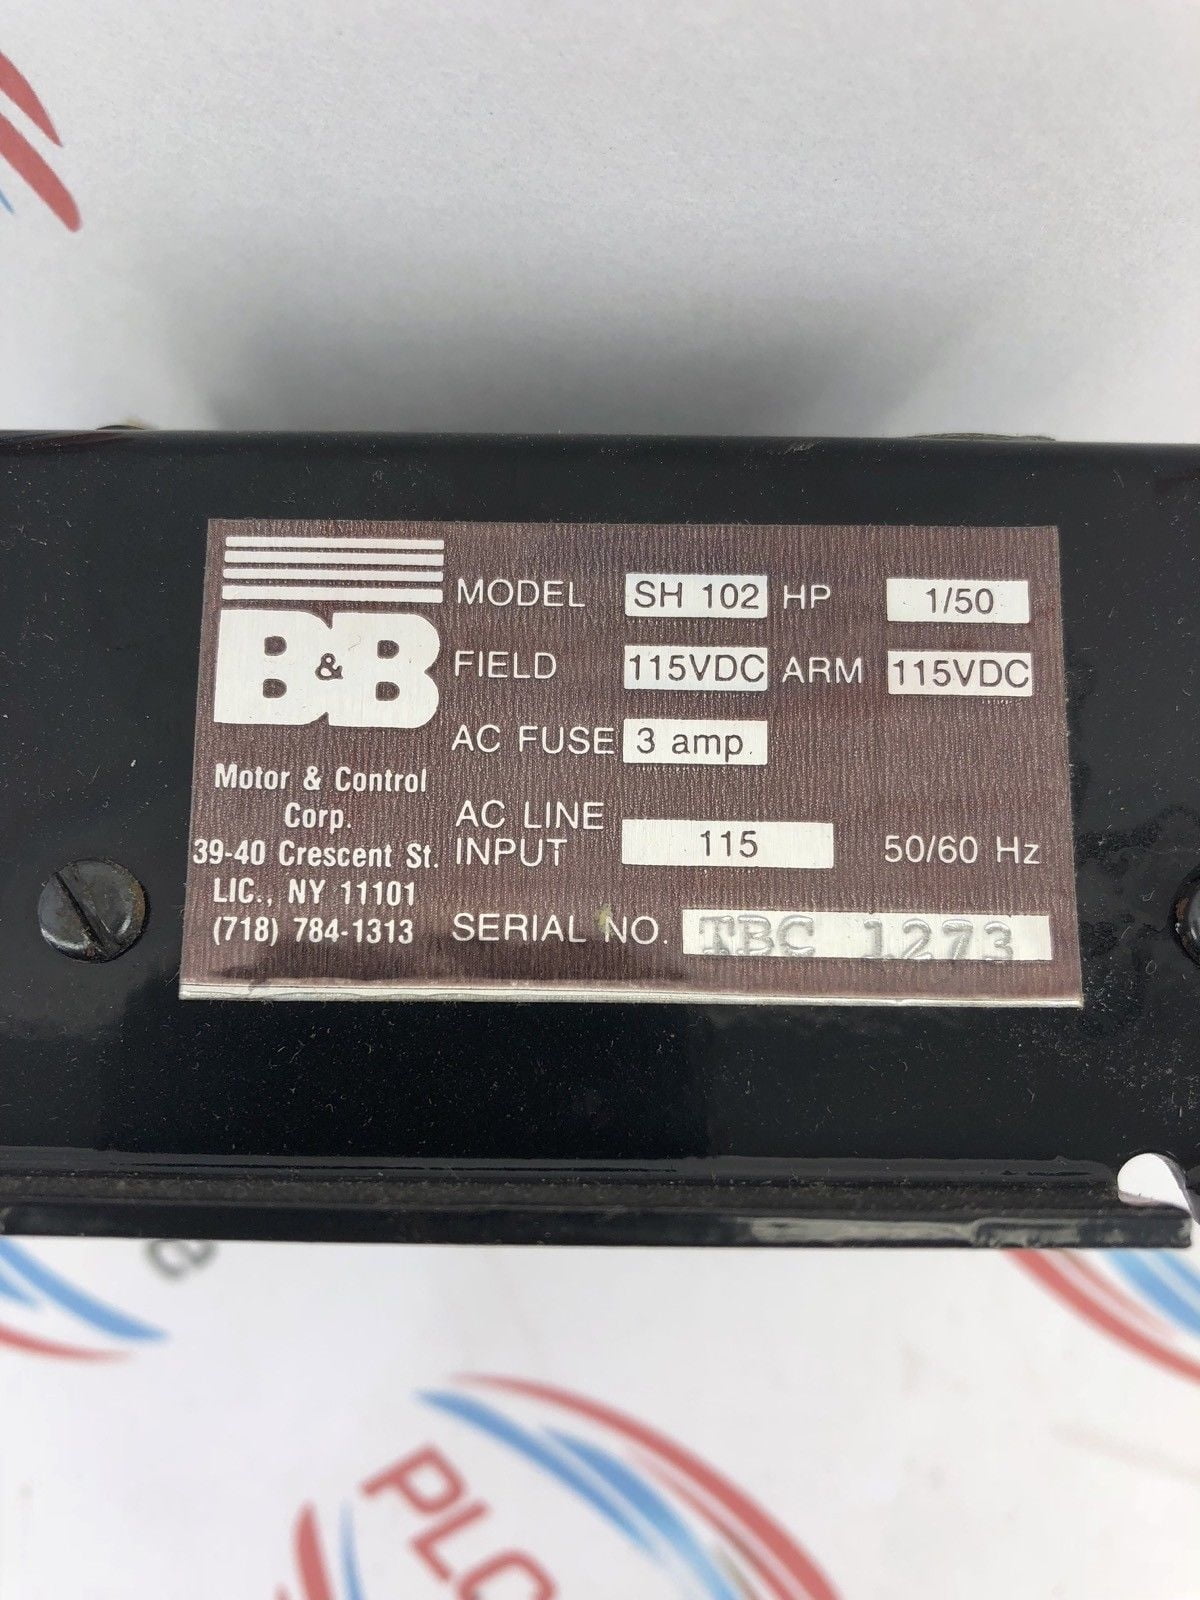 B&B
Motor & Control
Corp.
39-40 Crescent St.
LIC., NY 11101
(718) 784-1313
MODEL SH 102 HP 1/50
FIELD 115VDC ARM 115VDC
AC FUSE 3 amp.
AC LINE
INPUT 115 50/60 Hz
SERIAL NO. TBC 1273
PLC